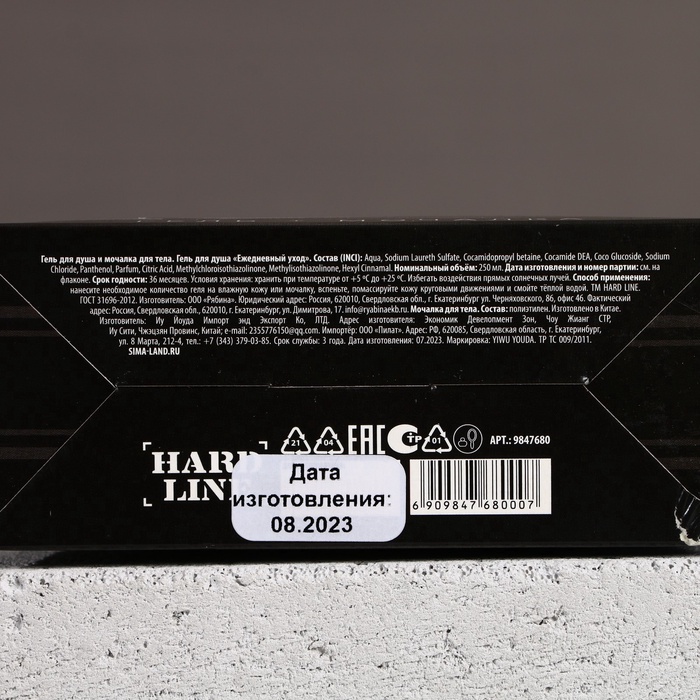 Гель для душа и мочалка для тела. Гель для душа «Ежедневный уход». Состав (INCI): Aqua, Sodium Laureth Sulfate, Cocamidopropyl betaine, Cocamide DEA, Coco Glucoside, Sodium
Chloride, Panthenol, Parfum, Citric Acid, Methylchloroisothiazolinone, Methylisothiazolinone, Hexyl Cinnamal. Номинальный объём: 250 мл. Дата изготовления и номер партии: см. на
флаконе. Срок годности: 36 месяцев. Условия хранения: хранить при температуре от +5 ºC до +25 ºC. Избегать воздействия прямых солнечных лучей. Способ применения:
нанесите необходимое количество геля на влажную кожу или мочалку, вспеньте, помассируйте кожу круговыми движениями и смойте тёплой водой. ТМ HARD LINE.
ГОСТ 31696-2012. Изготовитель: ООО «Рябина». Юридический адрес: Россия, 620010, Свердловская обл., г. Екатеринбург ул. Черняховского, 86, офис 46. Фактический
адрес: Россия, Свердловская обл., 620010, г. Екатеринбург, ул. Димитрова, 17. info@ryabinaekb.ru. Мочалка для тела. Состав: полиэтилен. Изготовлено в Китае.
Изготовитель: Иу Йоуда Импорт энд Экспорт Ко, ЛТД. Адрес изготовителя: Экономик Девелопмент Зон, Чоу Жианг СТР,
Иу Сити, Чжэцзян Провинс, Китай; e-mail: 2355776150@qq.com. Импортёр: ООО «Пилат». Адрес: РФ, 620085, Свердловская область, г. Екатеринбург,
ул. 8 Марта, 212-4, тел.: +7 (343) 379-03-85. Срок службы: 3 года. Дата изготовления: 07.2023. Маркировка: YIWU YOUDA. ТР ТС 009/2011.
SIMA-LAND.RU
21 04 EAC СТР 01 АРТ.: 9847680
HARD
LINE
Дата
изготовления:
08.2023
6 909847 680007